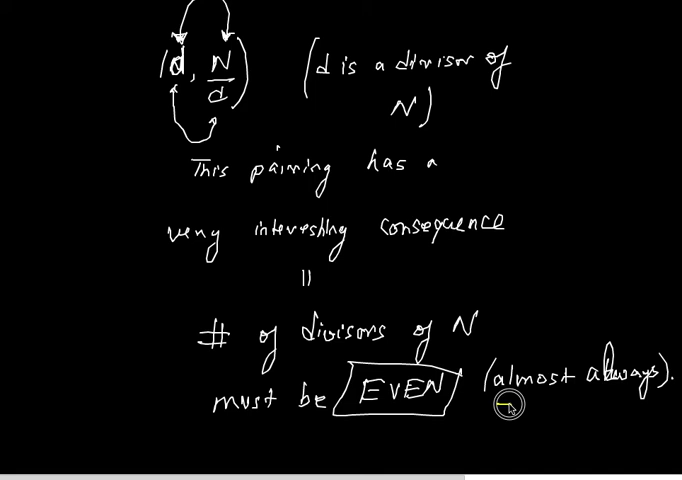 (d, N/d) (d is a divisor of
N)
This pairing has a
very interesting consequence
||
# of divisors of N
must be EVEN (almost always).